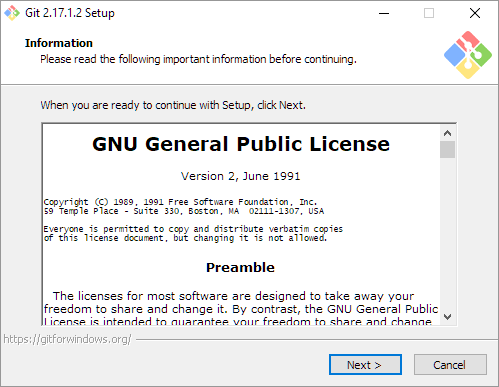 Git 2.17.1.2 Setup
Information
Please read the following important information before continuing.
When you are ready to continue with Setup, click Next.
GNU General Public License
Version 2, June 1991
Copyright (C) 1989, 1991 Free Software Foundation, Inc.
59 Temple Place - Suite 330, Boston, MA  02111-1307, USA
Everyone is permitted to copy and distribute verbatim copies
of this license document, but changing it is not allowed.
Preamble
The licenses for most software are designed to take away your
freedom to share and change it. By contrast, the GNU General Public
License is intended to guarantee your freedom to share and change
https://gitforwindows.org/
Next >
Cancel